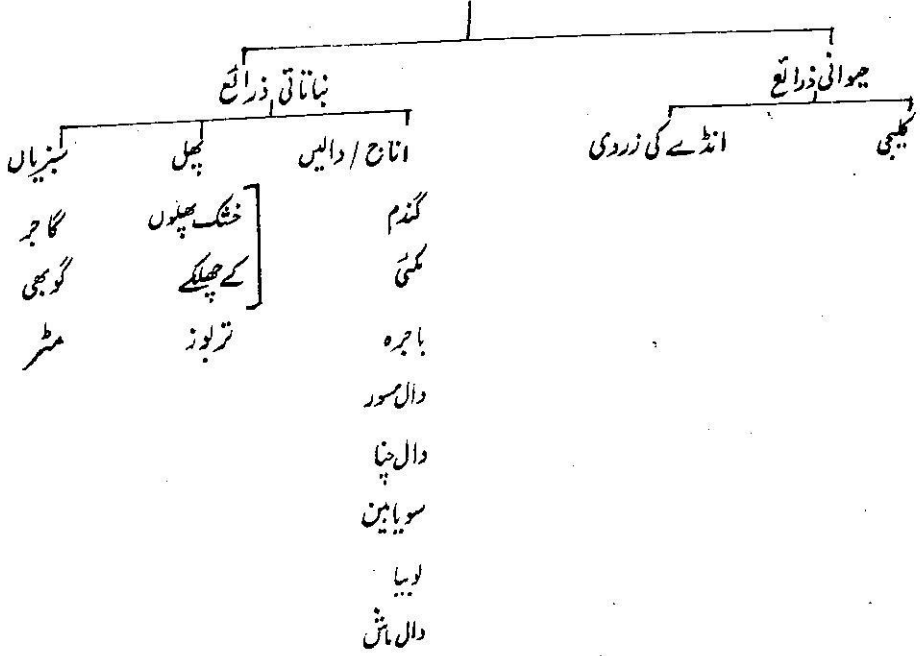 حیوانی ذرائع
نباتاتی ذرائع
کلیجی
انڈے کی زردی
اناج / دالیں
پھل
سبزیاں
گندم
خشک پھلوں
گاجر
مکئی
کے چھلکے
گوبھی
باجرہ
تربوز
مٹر
دال مسور
دال چنا
سویابین
لوبیا
دال ماش